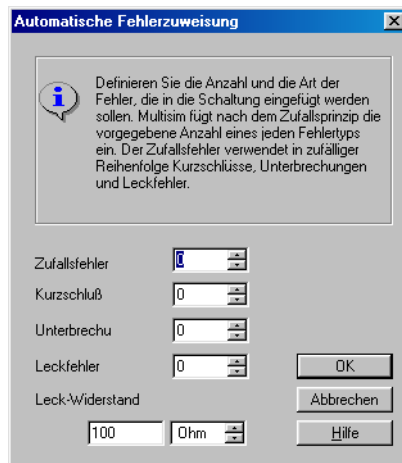 Automatische Fehlerzuweisung
Definieren Sie die Anzahl und die Art der
Fehler, die in die Schaltung eingefügt werden
sollen. Multisim fügt nach dem Zufallsprinzip die
vorgegebene Anzahl eines jeden Fehlertyps
ein. Der Zufallsfehler verwendet in zufälliger
Reihenfolge Kurzschlüsse, Unterbrechungen
und Leckfehler.
Zufallsfehler 0
Kurzschluß 0
Unterbrechu 0
Leckfehler 0 OK
Leck-Widerstand Abbrechen
100 Ohm Hilfe